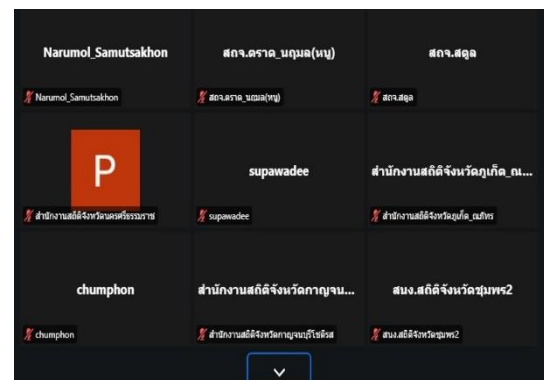 Narumol_Samutsakhon
สถจ.ตราด_นฤมล(หนู)
สถจ.สตูล
Narumol_Samutsakhon
สถจ.ตราด_นฤมล(หนู)
สถจ.สตูล
P
supawadee
สำนักงานสถิติจังหวัดภูเก็ต_ณ...
สำนักงานสถิติจังหวัดนครศรีธรรมราช
supawadee
สำนักงานสถิติจังหวัดภูเก็ต_ณภัทร
chumphon
สำนักงานสถิติจังหวัดกาญจน...
สนง.สถิติจังหวัดชุมพร2
chumphon
สำนักงานสถิติจังหวัดกาญจนบุรีโชติรส
สนง.สถิติจังหวัดชุมพร2